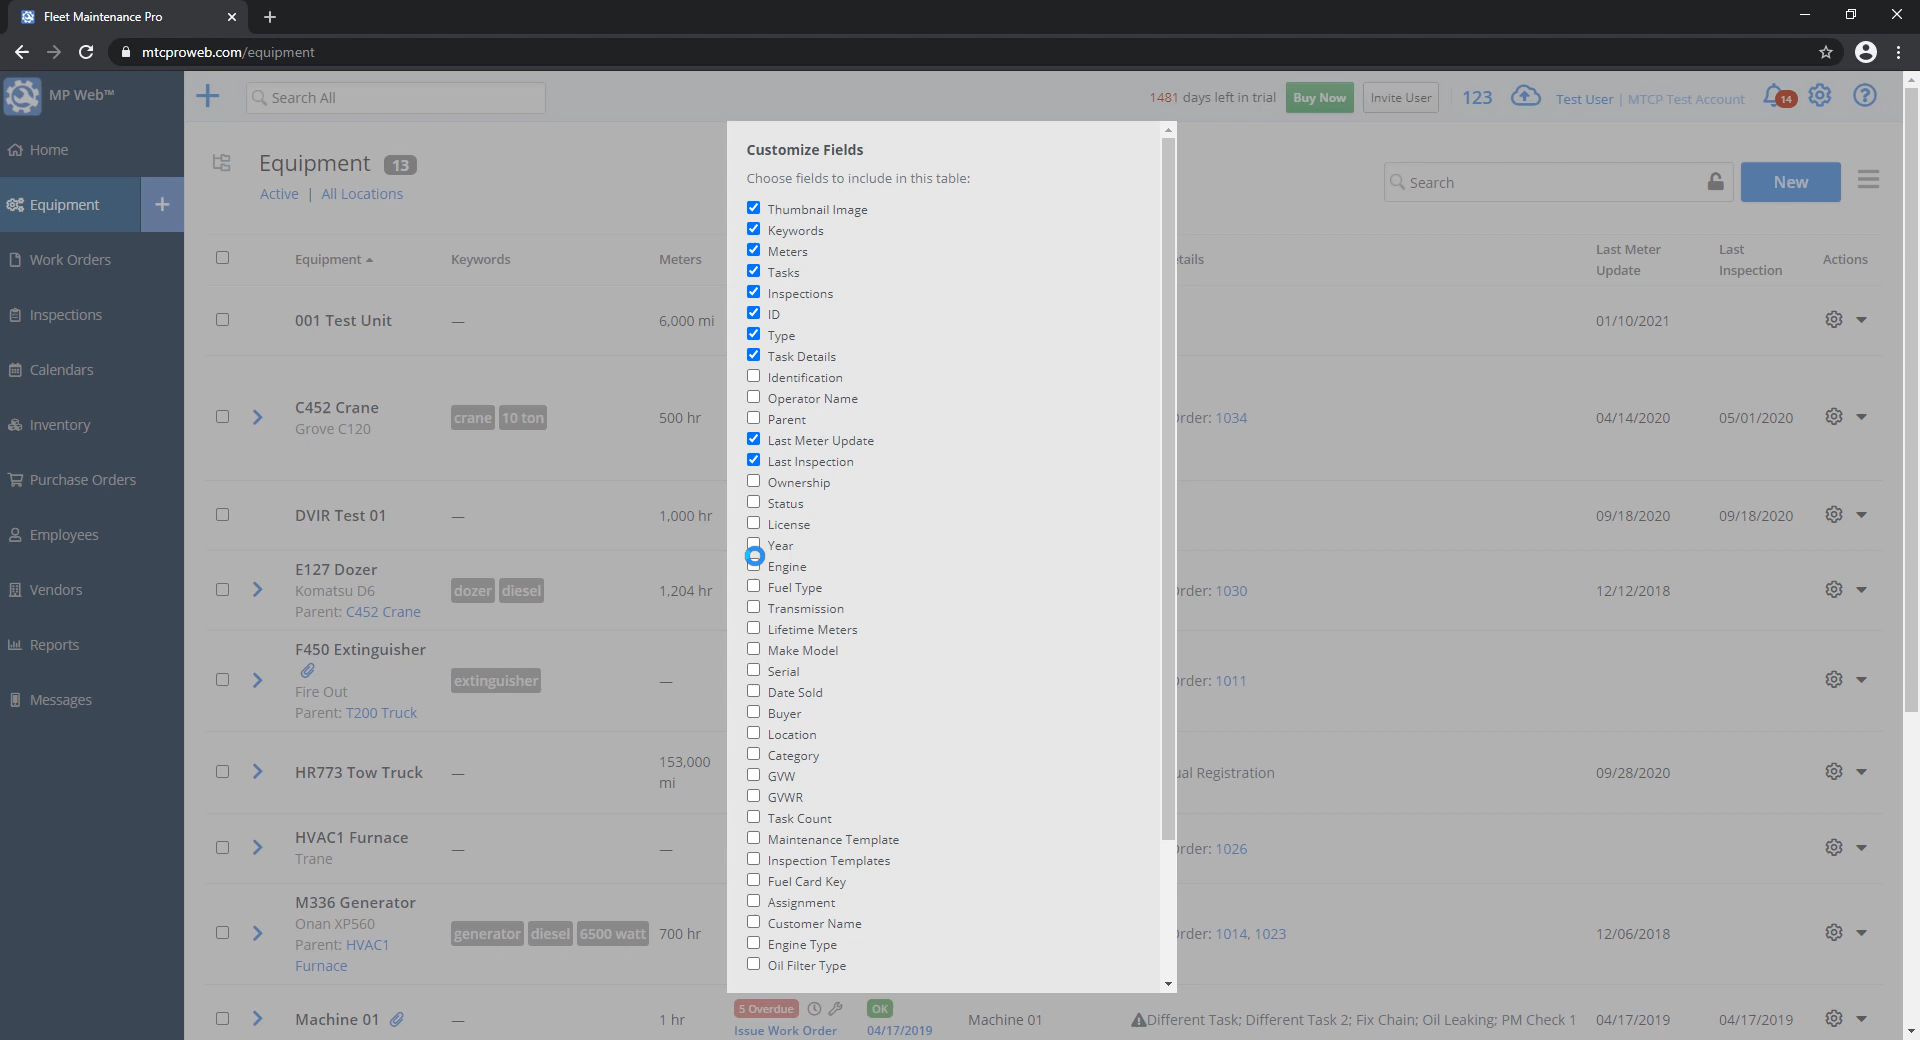 Fleet Maintenance Pro
mtcproweb.com/equipment
MP Web™
Search All
1481 days left in trial
Buy Now
Invite User
123
Test User | MTCP Test Account
14
Home
Equipment
Work Orders
Inspections
Calendars
Inventory
Purchase Orders
Employees
Vendors
Reports
Messages
Equipment 13
Active | All Locations
Search
New
Equipment Keywords Meters tails Last Meter Update Last Inspection Actions
001 Test Unit — 6,000 mi 01/10/2021
C452 Crane
Grove C120
crane 10 ton 500 hr rder: 1034 04/14/2020 05/01/2020
DVIR Test 01 — 1,000 hr 09/18/2020 09/18/2020
E127 Dozer
Komatsu D6
Parent: C452 Crane
dozer diesel 1,204 hr rder: 1030 12/12/2018
F450 Extinguisher
Fire Out
Parent: T200 Truck
extinguisher — rder: 1011
HR773 Tow Truck — 153,000 mi ual Registration 09/28/2020
HVAC1 Furnace
Trane
— — rder: 1026
M336 Generator
Onan XP560
Parent: HVAC1
Furnace
generator diesel 6500 watt 700 hr rder: 1014, 1023 12/06/2018
Machine 01 — 1 hr 5 Overdue OK Machine 01 Different Task; Different Task 2; Fix Chain; Oil Leaking; PM Check 1 04/17/2019 04/17/2019
Issue Work Order 04/17/2019
Customize Fields
Choose fields to include in this table:
Thumbnail Image
Keywords
Meters
Tasks
Inspections
ID
Type
Task Details
Identification
Operator Name
Parent
Last Meter Update
Last Inspection
Ownership
Status
License
Year
Engine
Fuel Type
Transmission
Lifetime Meters
Make Model
Serial
Date Sold
Buyer
Location
Category
GVW
GVWR
Task Count
Maintenance Template
Inspection Templates
Fuel Card Key
Assignment
Customer Name
Engine Type
Oil Filter Type